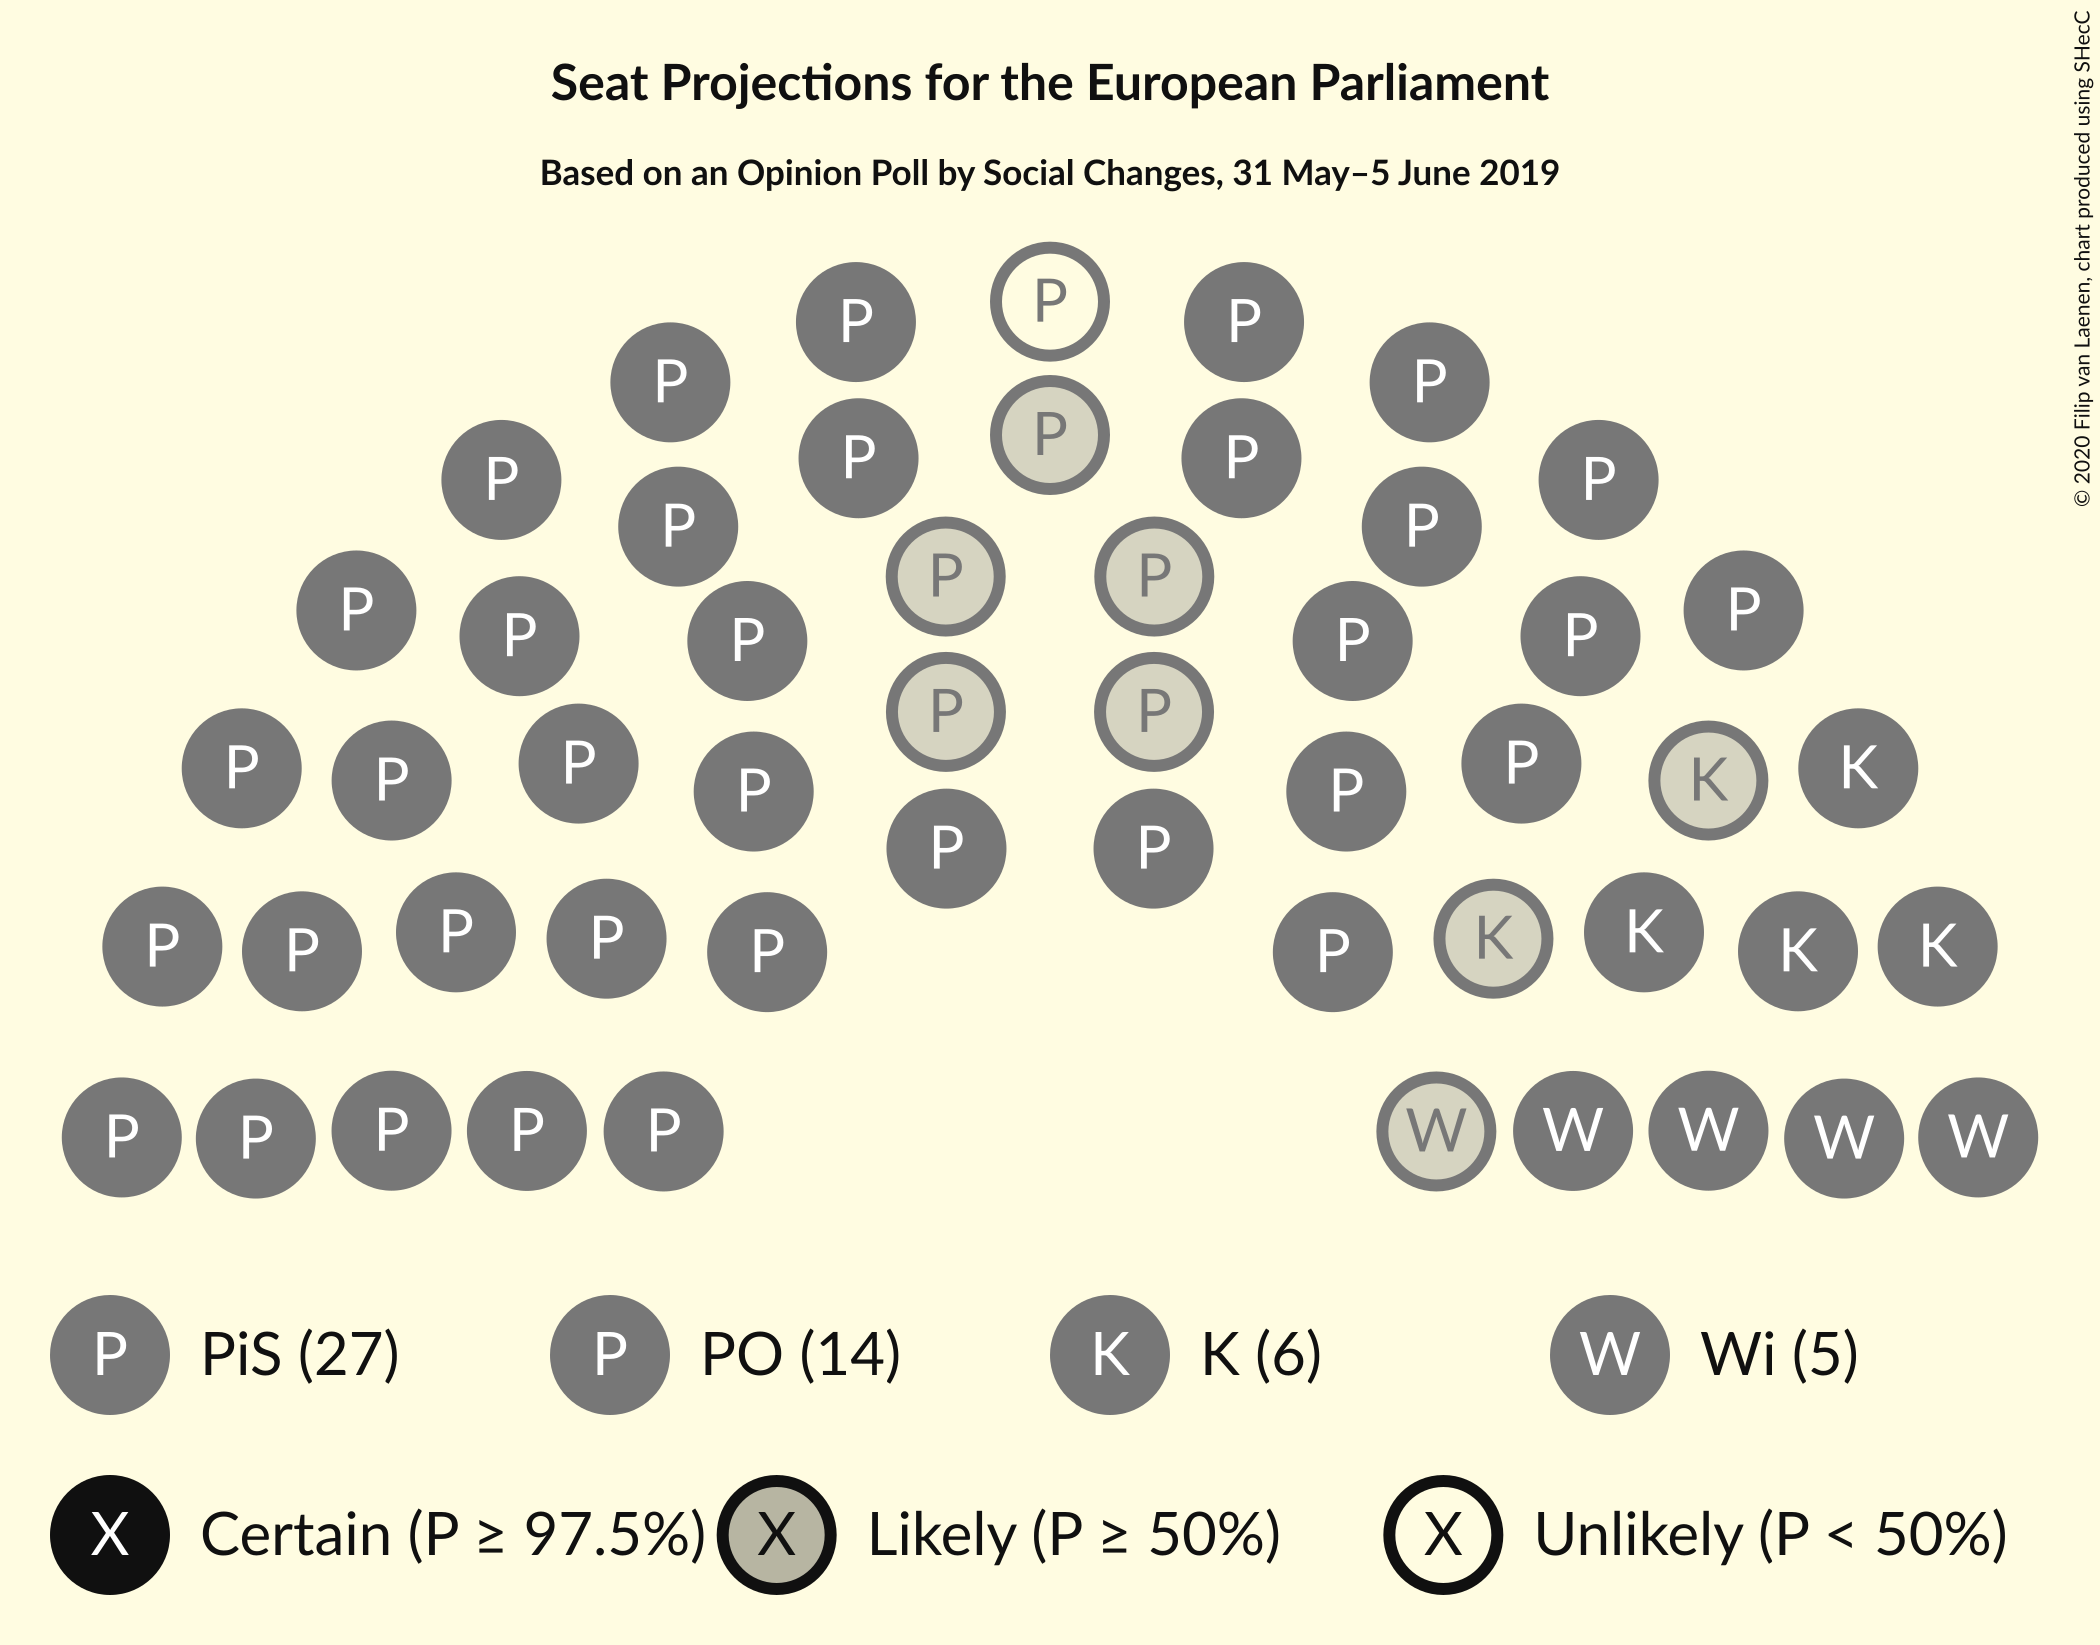 Seat Projections for the European Parliament
Based on an Opinion Poll by Social Changes, 31 May–5 June 2019
© 2020 Filip van Laenen, chart produced using SHecC
P P P
P P
P
P P
P P
P P
P P
P P P P P P
P P
P P
P P K K
P P
P P
P P P P P P K K K K
P P P P P W W W W W
P PiS (27) P PO (14) K K (6) W Wi (5)
X Certain (P ≥ 97.5%) X Likely (P ≥ 50%) X Unlikely (P < 50%)